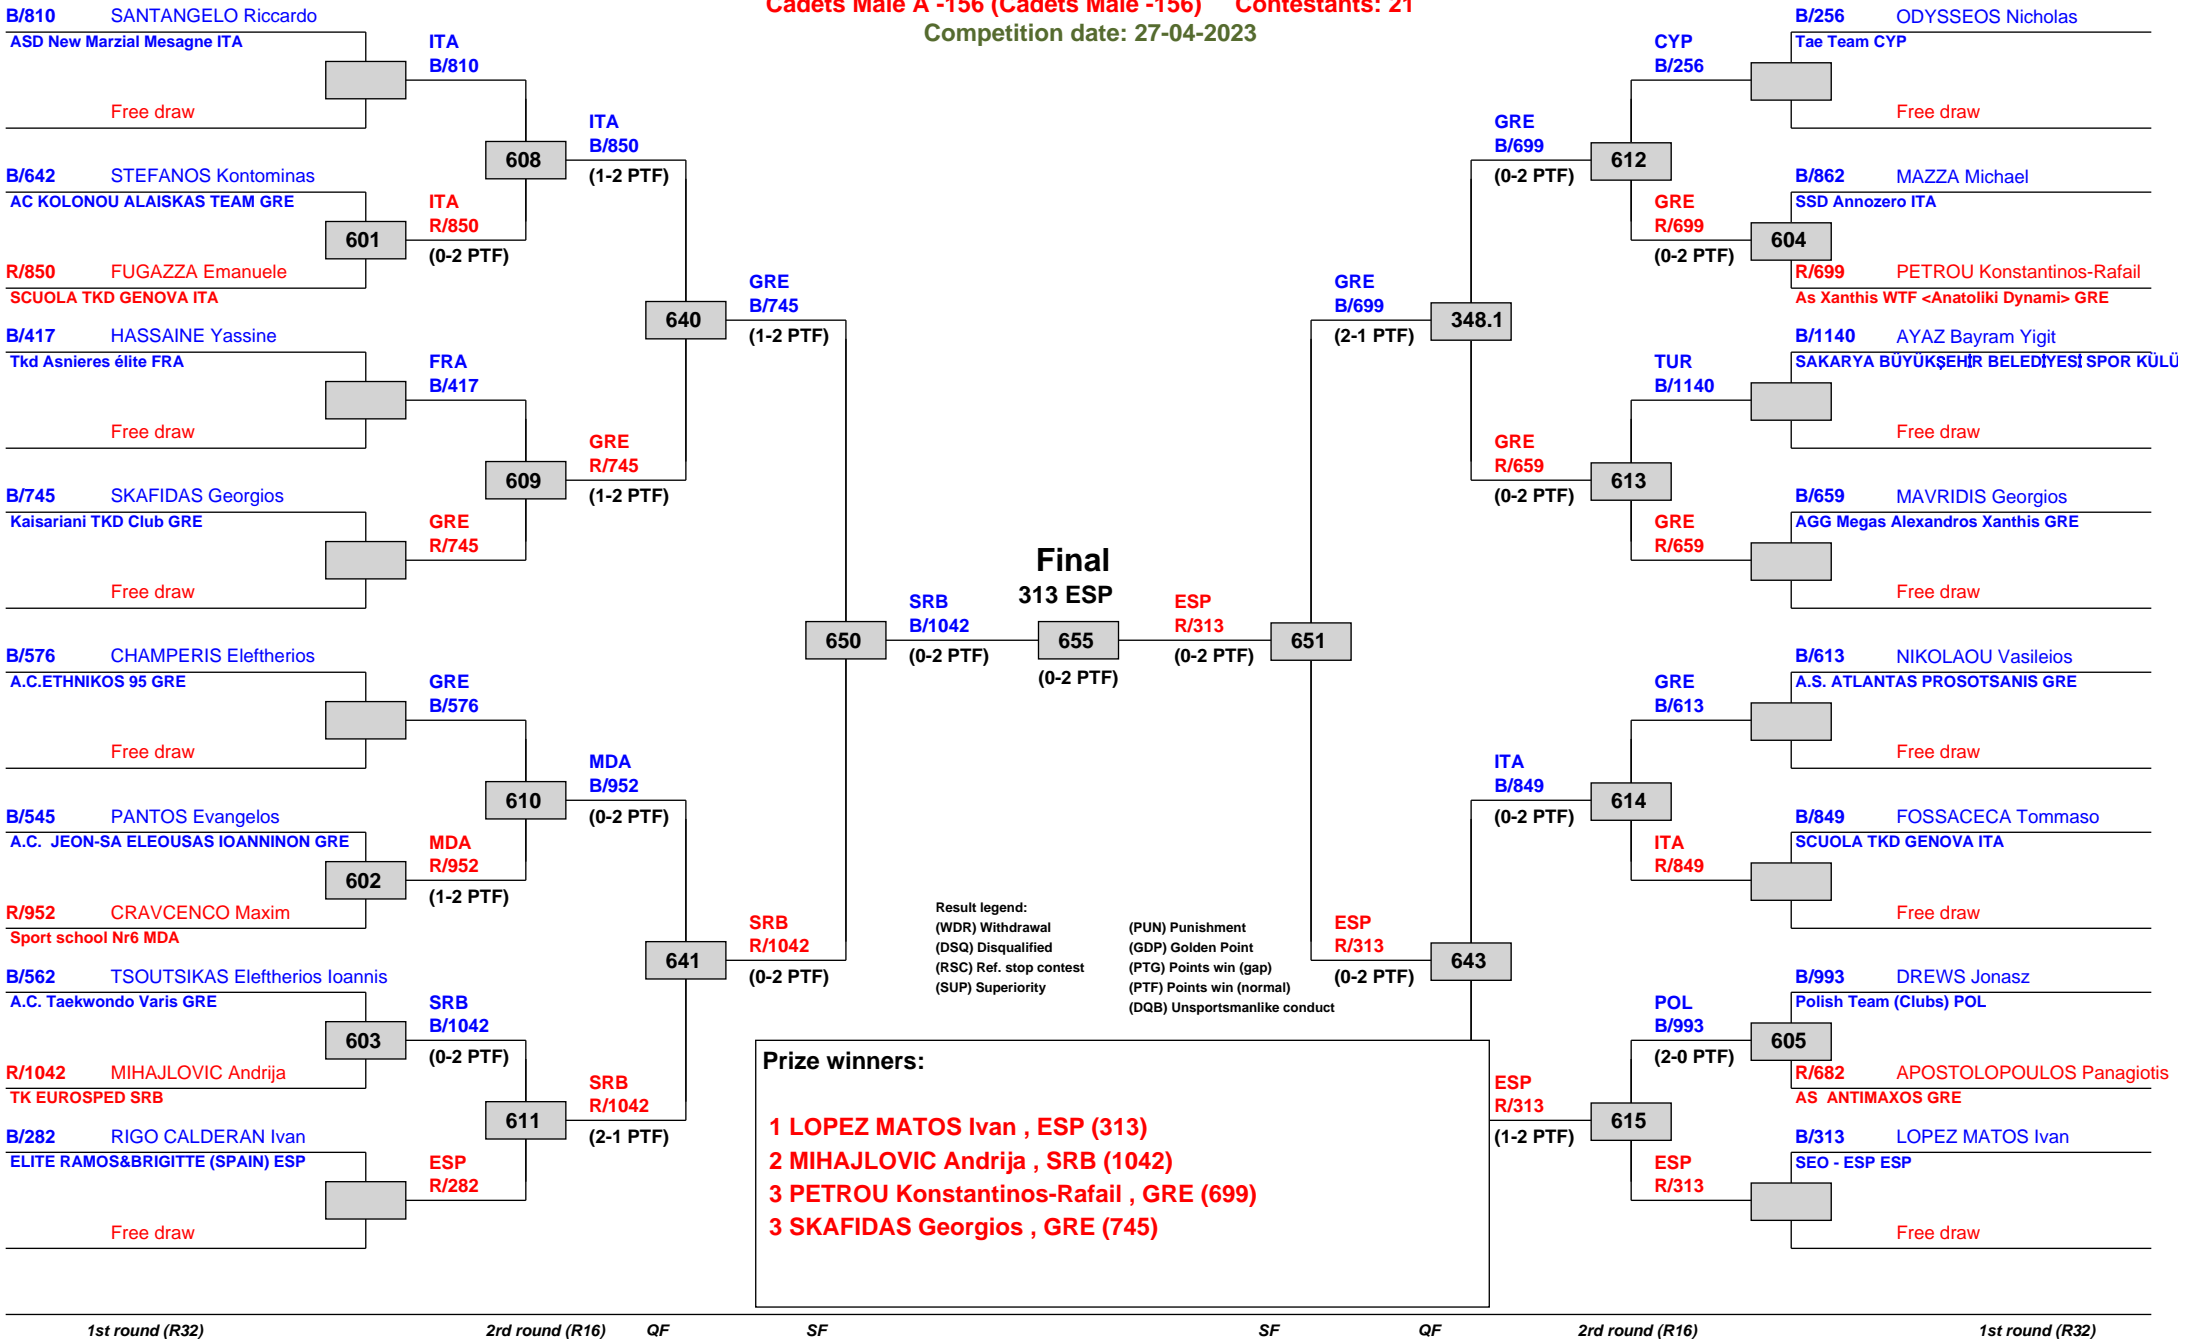 Cadets Male A -156 (Cadets Male -156) Contestants: 21
Competition date: 27-04-2023
B/810 SANTANGELO Riccardo
ASD New Marzial Mesagne ITA
Free draw
ITA
B/810
B/642 STEFANOS Kontominas
AC KOLONOU ALAISKAS TEAM GRE
601
R/850 FUGAZZA Emanuele
SCUOLA TKD GENOVA ITA
ITA
R/850
(0-2 PTF)
608
ITA
B/850
(1-2 PTF)
B/417 HASSAINE Yassine
Tkd Asnieres élite FRA
Free draw
FRA
B/417
B/745 SKAFIDAS Georgios
Kaisariani TKD Club GRE
Free draw
GRE
R/745
609
GRE
R/745
(1-2 PTF)
640
GRE
B/745
(1-2 PTF)
B/576 CHAMPERIS Eleftherios
A.C.ETHNIKOS 95 GRE
Free draw
GRE
B/576
B/545 PANTOS Evangelos
A.C. JEON-SA ELEOUSAS IOANNINON GRE
602
R/952 CRAVCENCO Maxim
Sport school Nr6 MDA
MDA
R/952
(1-2 PTF)
610
MDA
B/952
(0-2 PTF)
B/562 TSOUTSIKAS Eleftherios Ioannis
A.C. Taekwondo Varis GRE
603
R/1042 MIHAJLOVIC Andrija
TK EUROSPED SRB
SRB
B/1042
(0-2 PTF)
B/282 RIGO CALDERAN Ivan
ELITE RAMOS&BRIGITTE (SPAIN) ESP
Free draw
ESP
R/282
611
SRB
R/1042
(2-1 PTF)
641
SRB
R/1042
(0-2 PTF)
650
SRB
B/1042
(0-2 PTF)
Final
313 ESP
655
(0-2 PTF)
ESP
R/313
(0-2 PTF)
651
GRE
B/699
(2-1 PTF)
348.1
GRE
B/699
(0-2 PTF)
612
CYP
B/256
B/256 ODYSSEOS Nicholas
Tae Team CYP
Free draw
GRE
R/699
(0-2 PTF)
B/862 MAZZA Michael
SSD Annozero ITA
604
R/699 PETROU Konstantinos-Rafail
As Xanthis WTF <Anatoliki Dynami> GRE
GRE
R/659
(0-2 PTF)
613
TUR
B/1140
B/1140 AYAZ Bayram Yigit
SAKARYA BÜYÜKŞEHİR BELEDİYESİ SPOR KÜLÜ
Free draw
GRE
R/659
B/659 MAVRIDIS Georgios
AGG Megas Alexandros Xanthis GRE
Free draw
ESP
R/313
(0-2 PTF)
643
ITA
B/849
(0-2 PTF)
614
GRE
B/613
B/613 NIKOLAOU Vasileios
A.S. ATLANTAS PROSOTSANIS GRE
Free draw
ITA
R/849
B/849 FOSSACECA Tommaso
SCUOLA TKD GENOVA ITA
Free draw
ESP
R/313
(1-2 PTF)
615
POL
B/993
(2-0 PTF)
B/993 DREWS Jonasz
Polish Team (Clubs) POL
605
R/682 APOSTOLOPOULOS Panagiotis
AS ANTIMAXOS GRE
ESP
R/313
B/313 LOPEZ MATOS Ivan
SEO - ESP ESP
Free draw
Result legend:
(WDR) Withdrawal (PUN) Punishment
(DSQ) Disqualified (GDP) Golden Point
(RSC) Ref. stop contest (PTG) Points win (gap)
(SUP) Superiority (PTF) Points win (normal)
(DQB) Unsportsmanlike conduct
Prize winners:
1 LOPEZ MATOS Ivan , ESP (313)
2 MIHAJLOVIC Andrija , SRB (1042)
3 PETROU Konstantinos-Rafail , GRE (699)
3 SKAFIDAS Georgios , GRE (745)
1st round (R32) 2rd round (R16) QF SF SF QF 2rd round (R16) 1st round (R32)